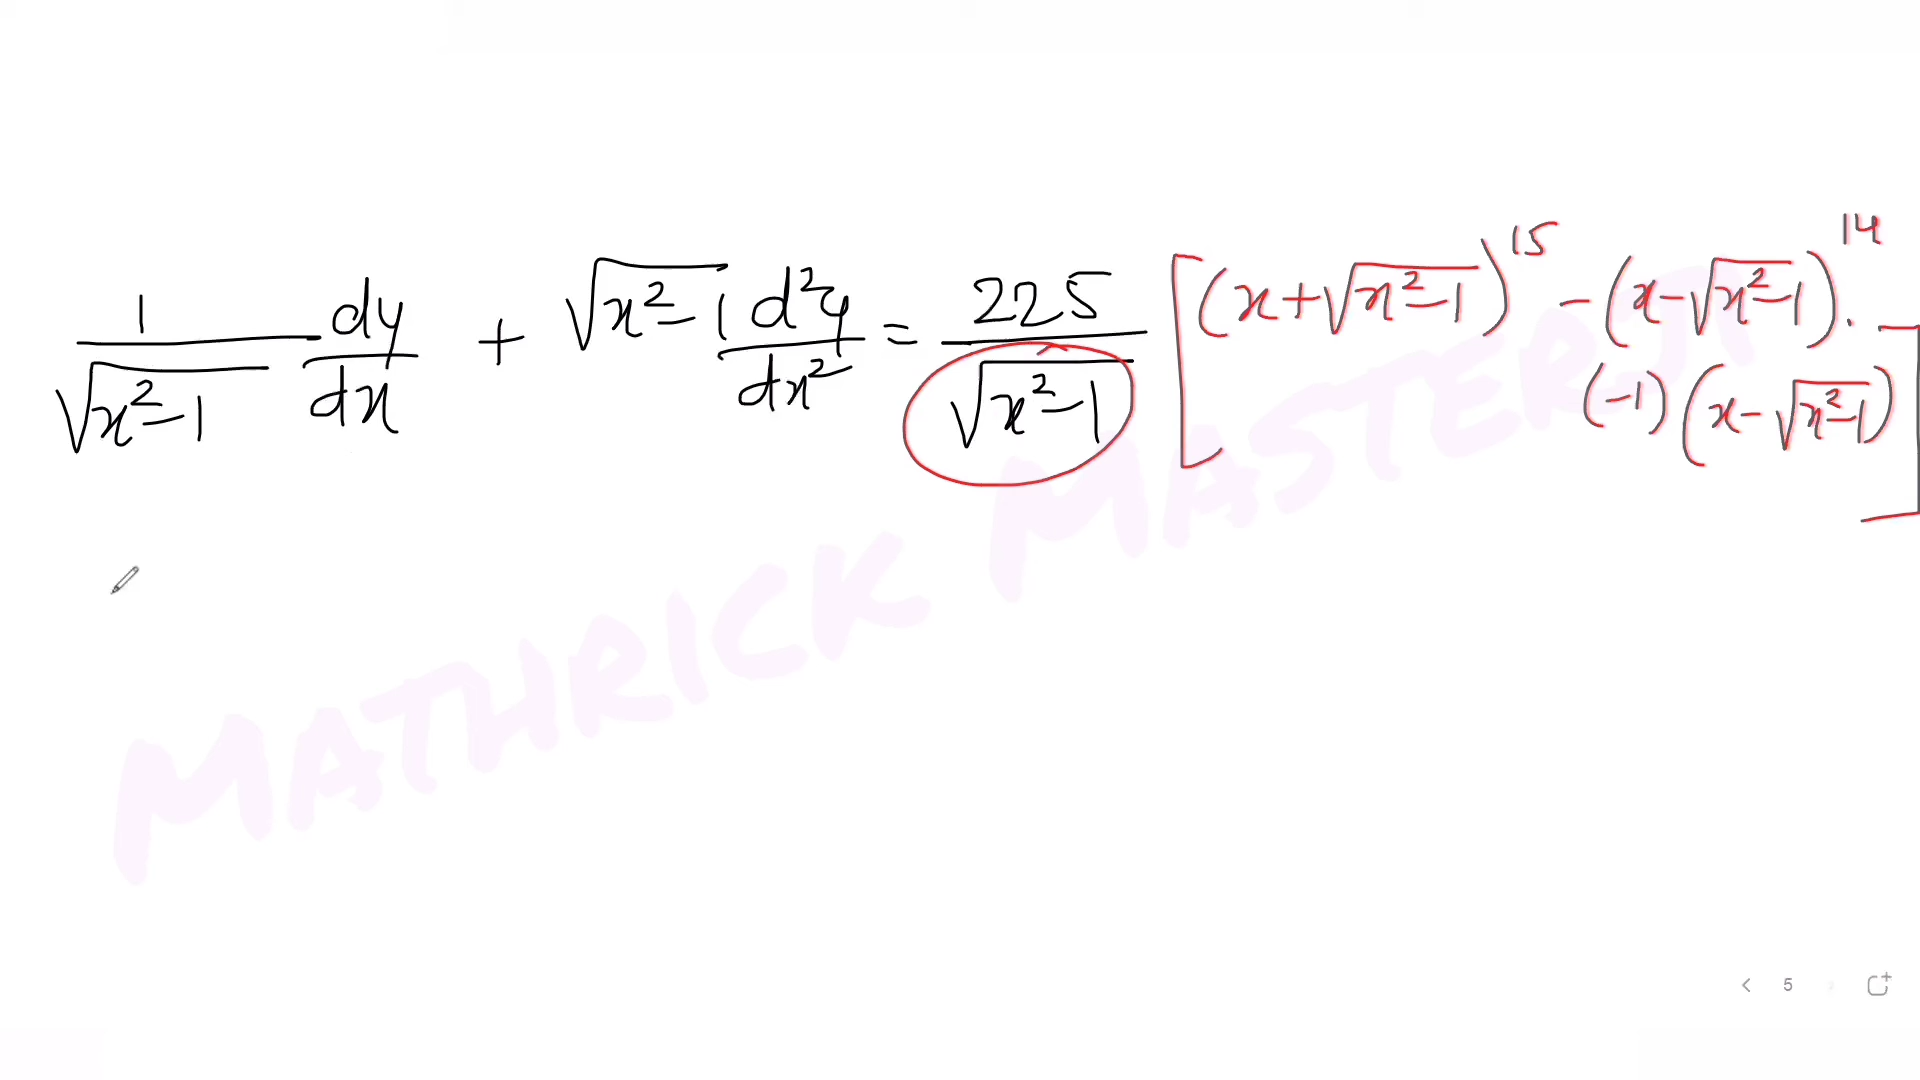 1/√(x²-1) dy/dx + √(x²-1) d²y/dx² = 225/√(x²-1) [(x+√(x²-1))^15 - (x-√(x²-1))^14 .
(-1) (x-√(x²-1))]
MATHRICK MASTERJI
< 5